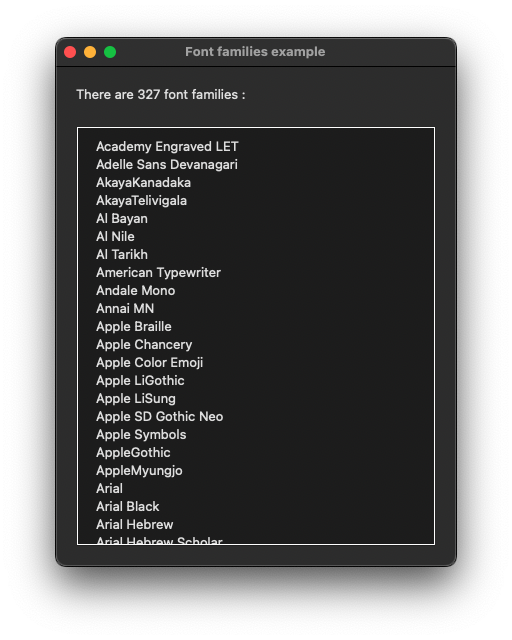 Font families example
There are 327 font families :
Academy Engraved LET
Adelle Sans Devanagari
AkayaKanadaka
AkayaTelivigala
Al Bayan
Al Nile
Al Tarikh
American Typewriter
Andale Mono
Annai MN
Apple Braille
Apple Chancery
Apple Color Emoji
Apple LiGothic
Apple LiSung
Apple SD Gothic Neo
Apple Symbols
AppleGothic
AppleMyungjo
Arial
Arial Black
Arial Hebrew
Arial Hebrew Scholar